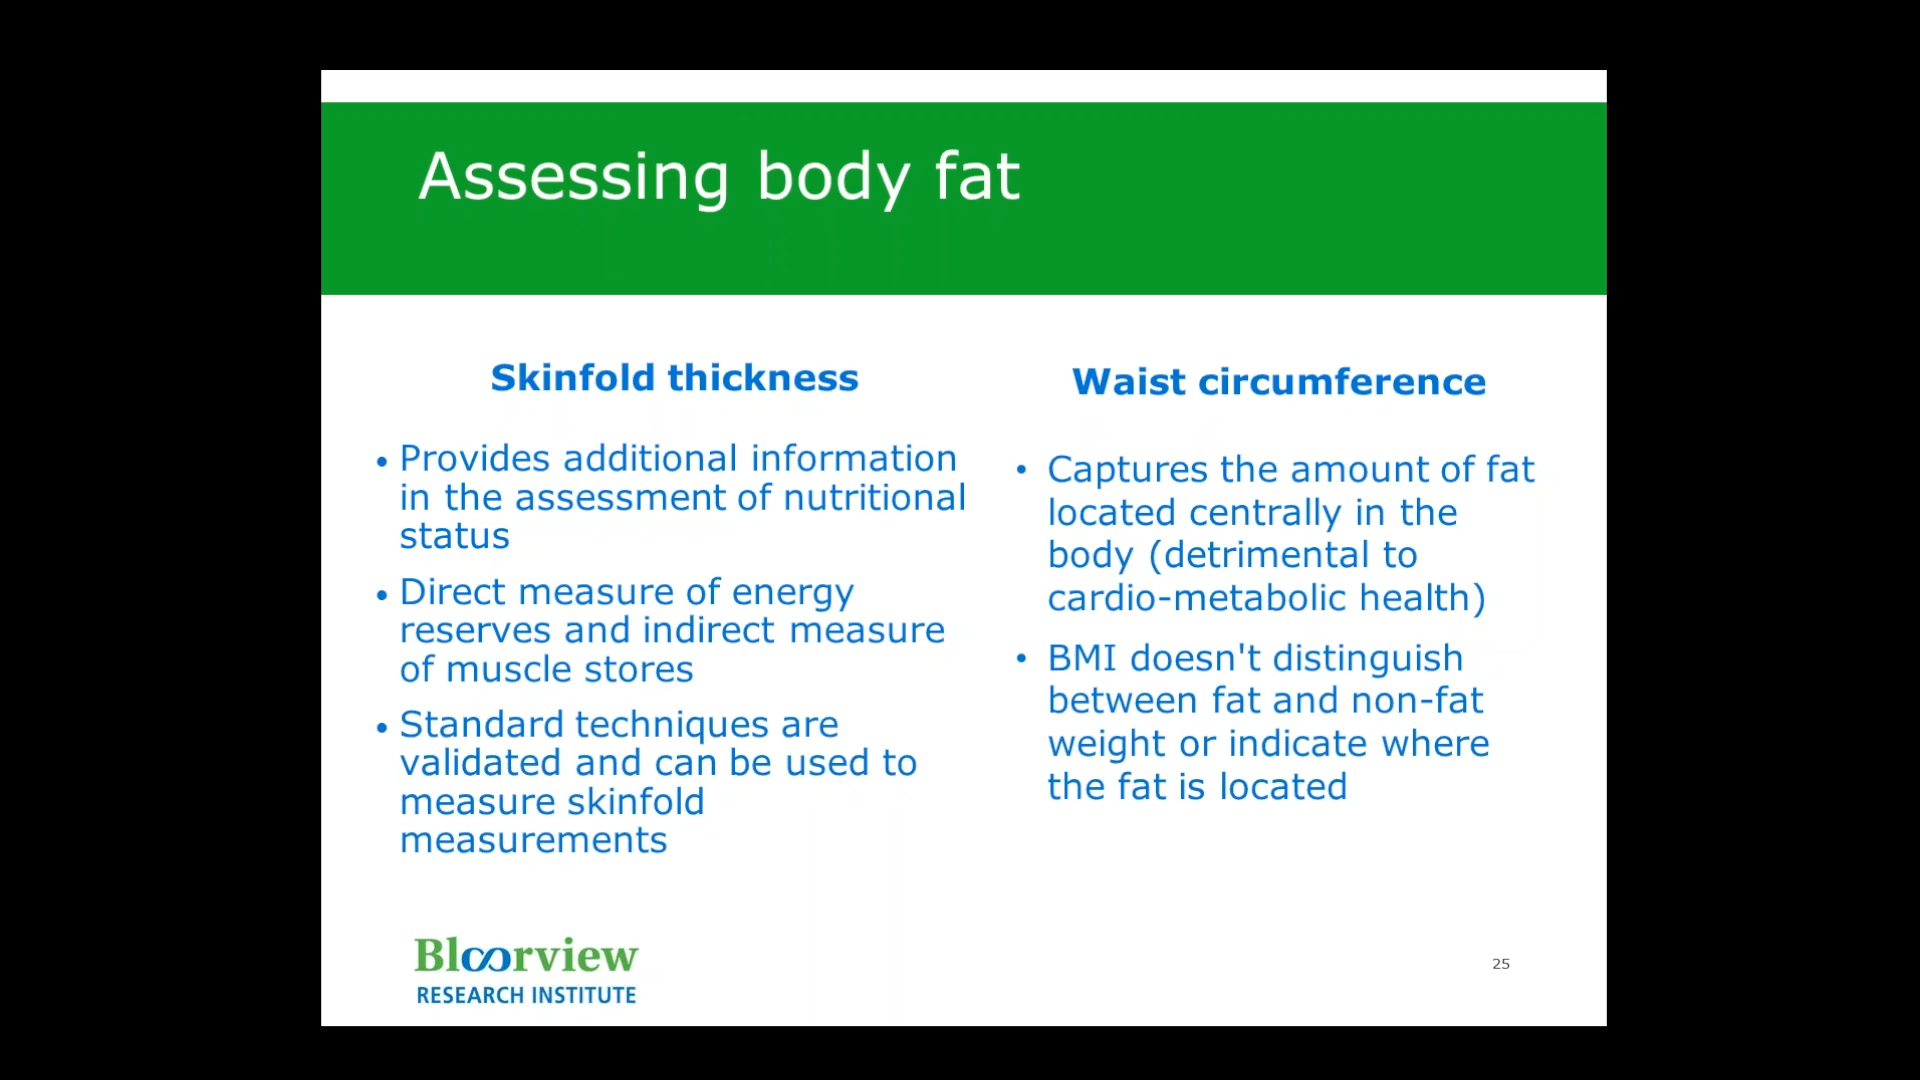 Assessing body fat
Skinfold thickness
• Provides additional information
in the assessment of nutritional
status
• Direct measure of energy
reserves and indirect measure
of muscle stores
• Standard techniques are
validated and can be used to
measure skinfold
measurements
Waist circumference
• Captures the amount of fat
located centrally in the
body (detrimental to
cardio-metabolic health)
• BMI doesn't distinguish
between fat and non-fat
weight or indicate where
the fat is located
Bloorview
RESEARCH INSTITUTE
25